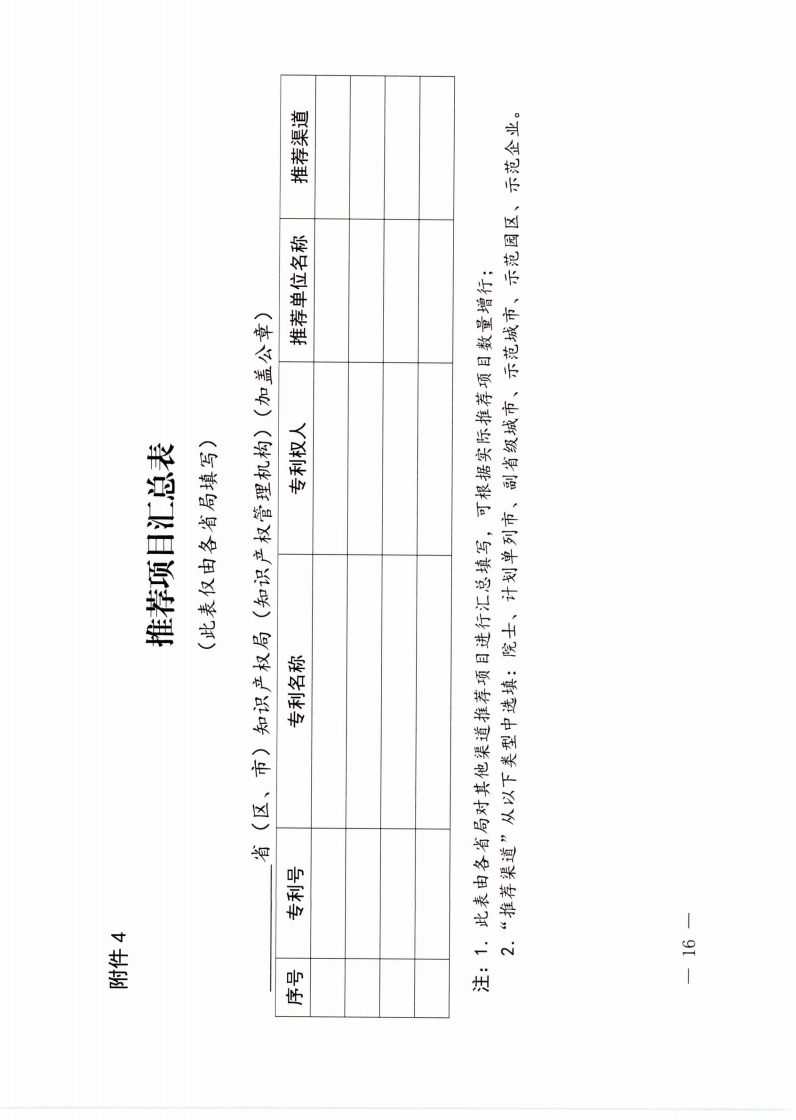 附件 4
推荐项目汇总表
（此表仅由各省局填写）
省（区、市）知识产权局（知识产权管理机构）（加盖公章）
序号 专利号 专利名称 专利权人 推荐单位名称 推荐渠道
注：1. 此表由各省局对其他渠道推荐项目进行汇总填写，可根据实际推荐项目数量增行；
2. “推荐渠道”从以下类型中选填：院士、计划单列市、副省级城市、示范城市、示范园区、示范企业。
— 16 —